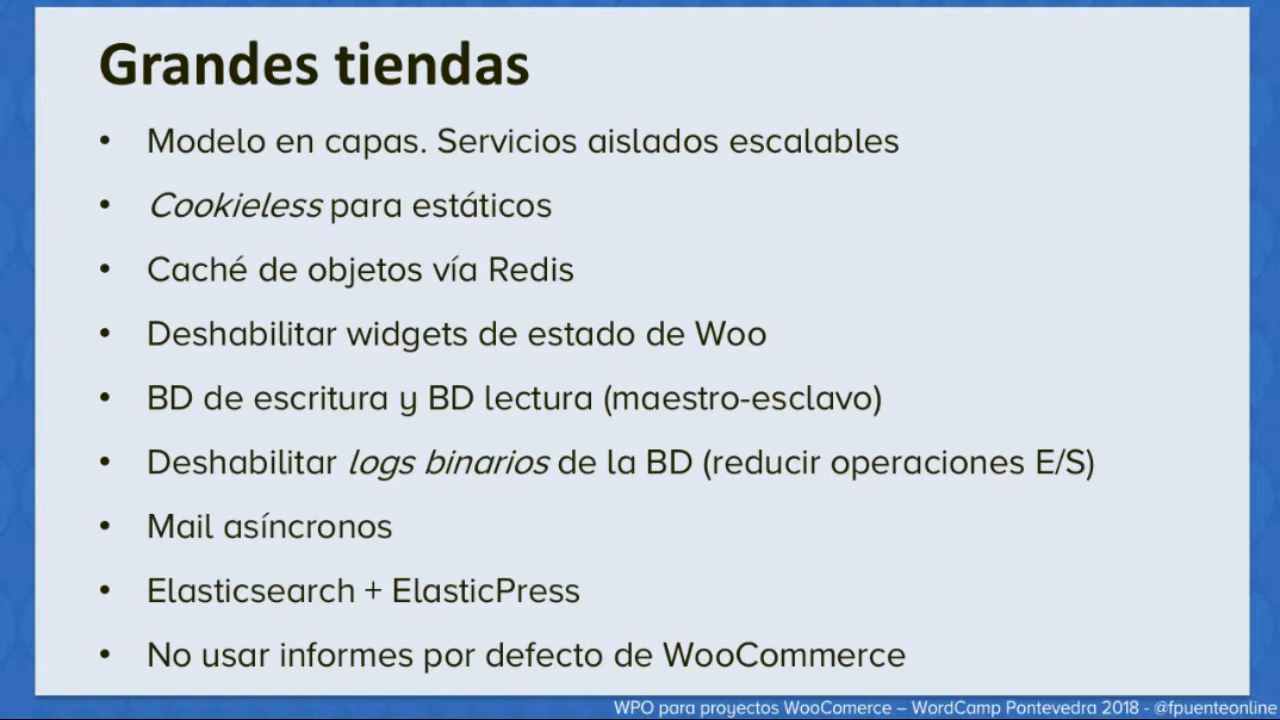 Grandes tiendas
• Modelo en capas. Servicios aislados escalables
• Cookieless para estáticos
• Caché de objetos vía Redis
• Deshabilitar widgets de estado de Woo
• BD de escritura y BD lectura (maestro-esclavo)
• Deshabilitar logs binarios de la BD (reducir operaciones E/S)
• Mail asíncronos
• Elasticsearch + ElasticPress
• No usar informes por defecto de WooCommerce
WPO para proyectos WooComerce – WordCamp Pontevedra 2018 - @fpuenteonline